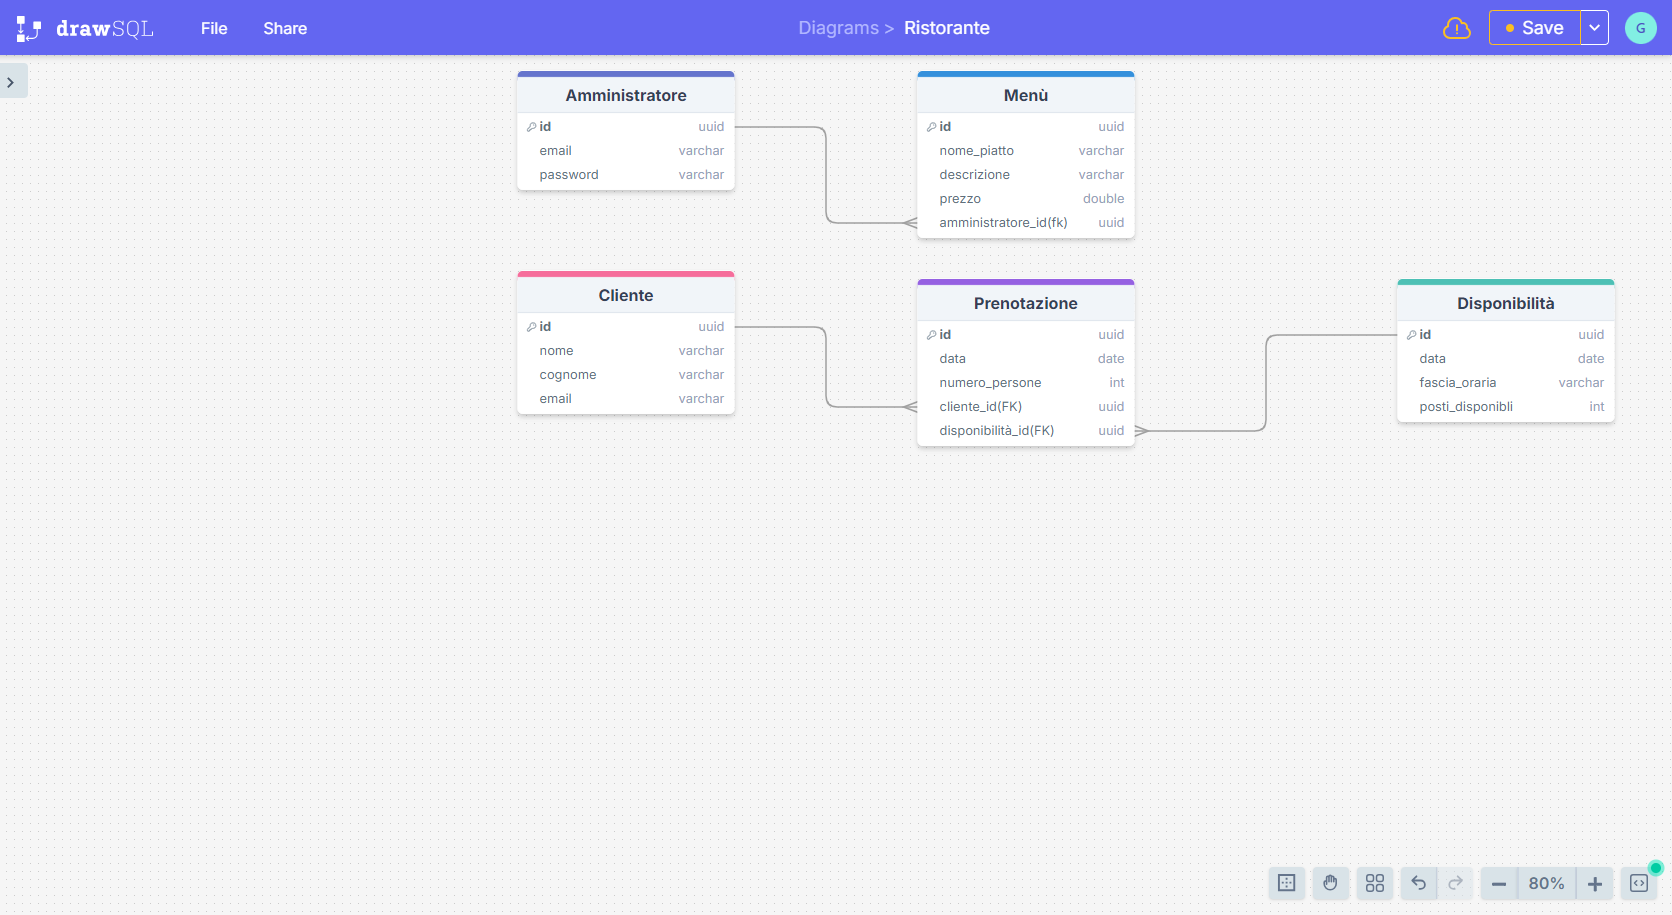 drawSQL File Share Diagrams > Ristorante Save G
Amministratore
id uuid
email varchar
password varchar
Menù
id uuid
nome_piatto varchar
descrizione varchar
prezzo double
amministratore_id(fk) uuid
Cliente
id uuid
nome varchar
cognome varchar
email varchar
Prenotazione
id uuid
data date
numero_persone int
cliente_id(FK) uuid
disponibilità_id(FK) uuid
Disponibilità
id uuid
data date
fascia_oraria varchar
posti_disponibli int
80%